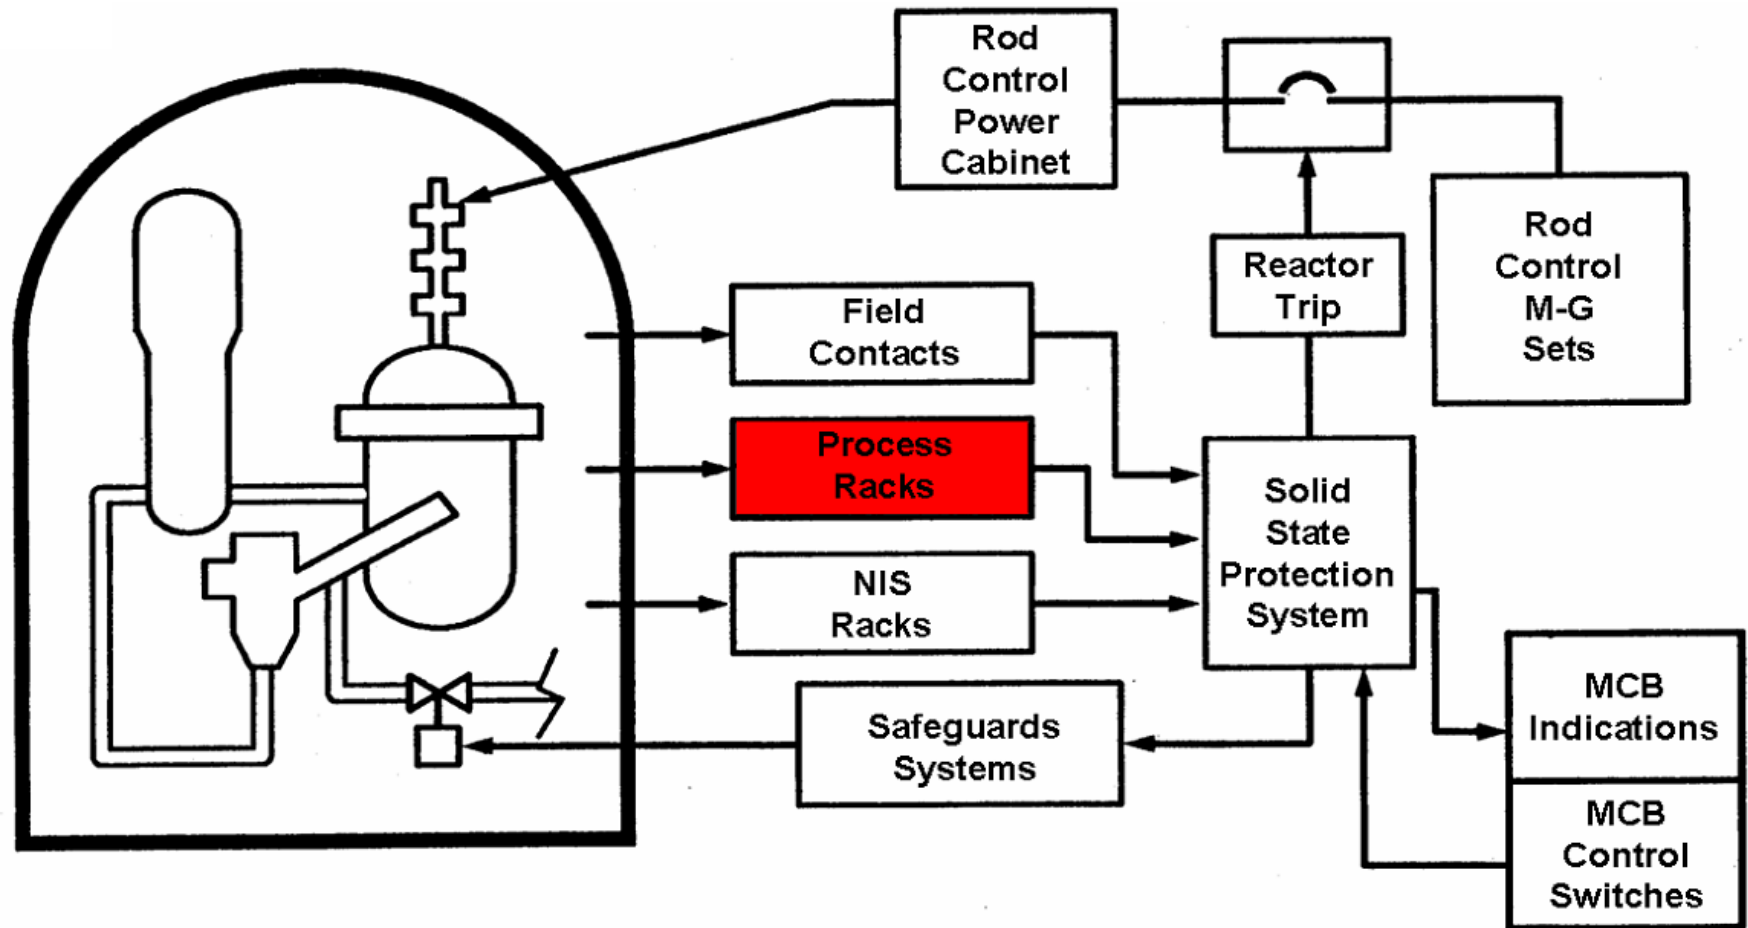 Rod
Control
Power
Cabinet
Rod
Control
M-G
Sets
Reactor
Trip
Field
Contacts
Process
Racks
NIS
Racks
Solid
State
Protection
System
Safeguards
Systems
MCB
Indications
MCB
Control
Switches